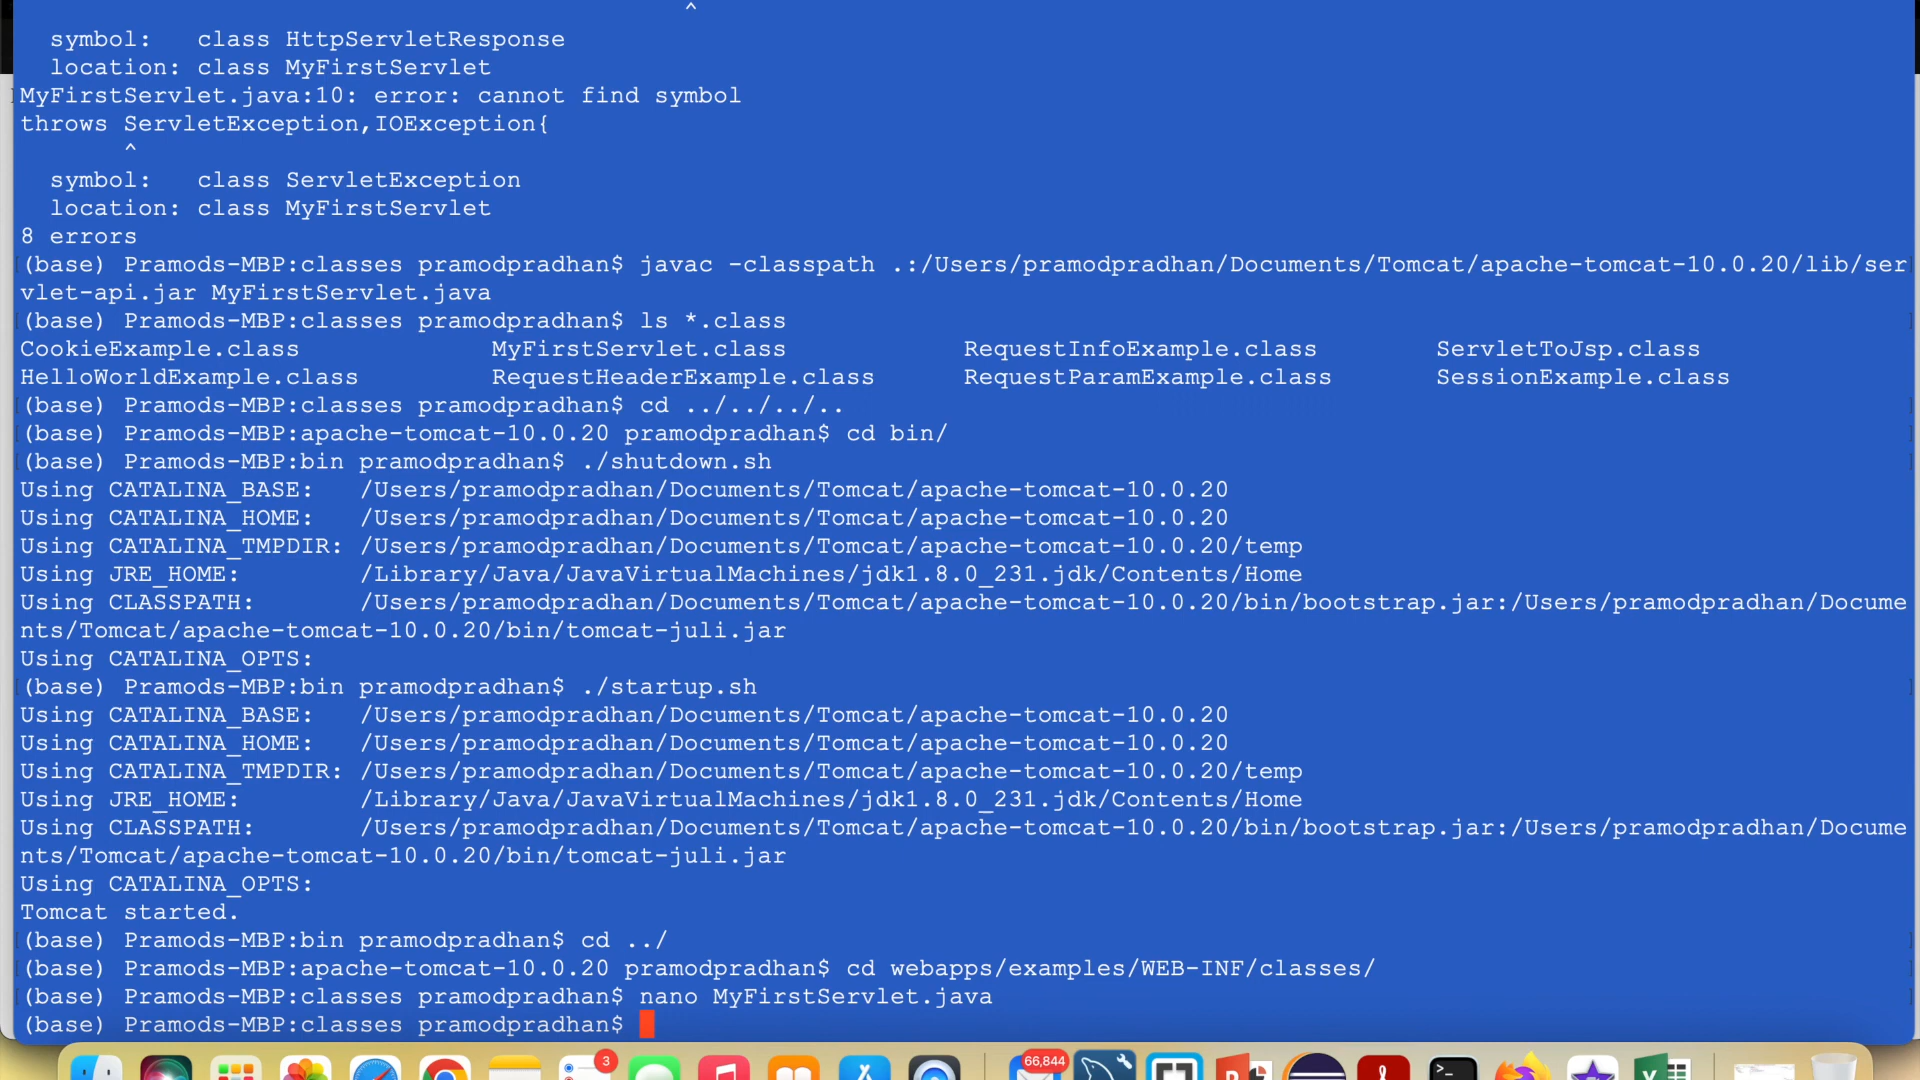 ^
symbol:   class HttpServletResponse
location: class MyFirstServlet
MyFirstServlet.java:10: error: cannot find symbol
throws ServletException,IOException{
^
symbol:   class ServletException
location: class MyFirstServlet
8 errors
(base) Pramods-MBP:classes pramodpradhan$ javac -classpath .:/Users/pramodpradhan/Documents/Tomcat/apache-tomcat-10.0.20/lib/ser
vlet-api.jar MyFirstServlet.java
(base) Pramods-MBP:classes pramodpradhan$ ls *.class
CookieExample.class MyFirstServlet.class RequestInfoExample.class ServletToJsp.class
HelloWorldExample.class RequestHeaderExample.class RequestParamExample.class SessionExample.class
(base) Pramods-MBP:classes pramodpradhan$ cd ../../../..
(base) Pramods-MBP:apache-tomcat-10.0.20 pramodpradhan$ cd bin/
(base) Pramods-MBP:bin pramodpradhan$ ./shutdown.sh
Using CATALINA_BASE:   /Users/pramodpradhan/Documents/Tomcat/apache-tomcat-10.0.20
Using CATALINA_HOME:   /Users/pramodpradhan/Documents/Tomcat/apache-tomcat-10.0.20
Using CATALINA_TMPDIR: /Users/pramodpradhan/Documents/Tomcat/apache-tomcat-10.0.20/temp
Using JRE_HOME:        /Library/Java/JavaVirtualMachines/jdk1.8.0_231.jdk/Contents/Home
Using CLASSPATH:       /Users/pramodpradhan/Documents/Tomcat/apache-tomcat-10.0.20/bin/bootstrap.jar:/Users/pramodpradhan/Docume
nts/Tomcat/apache-tomcat-10.0.20/bin/tomcat-juli.jar
Using CATALINA_OPTS:
(base) Pramods-MBP:bin pramodpradhan$ ./startup.sh
Using CATALINA_BASE:   /Users/pramodpradhan/Documents/Tomcat/apache-tomcat-10.0.20
Using CATALINA_HOME:   /Users/pramodpradhan/Documents/Tomcat/apache-tomcat-10.0.20
Using CATALINA_TMPDIR: /Users/pramodpradhan/Documents/Tomcat/apache-tomcat-10.0.20/temp
Using JRE_HOME:        /Library/Java/JavaVirtualMachines/jdk1.8.0_231.jdk/Contents/Home
Using CLASSPATH:       /Users/pramodpradhan/Documents/Tomcat/apache-tomcat-10.0.20/bin/bootstrap.jar:/Users/pramodpradhan/Docume
nts/Tomcat/apache-tomcat-10.0.20/bin/tomcat-juli.jar
Using CATALINA_OPTS:
Tomcat started.
(base) Pramods-MBP:bin pramodpradhan$ cd ../
(base) Pramods-MBP:apache-tomcat-10.0.20 pramodpradhan$ cd webapps/examples/WEB-INF/classes/
(base) Pramods-MBP:classes pramodpradhan$ nano MyFirstServlet.java
(base) Pramods-MBP:classes pramodpradhan$
3
66,844